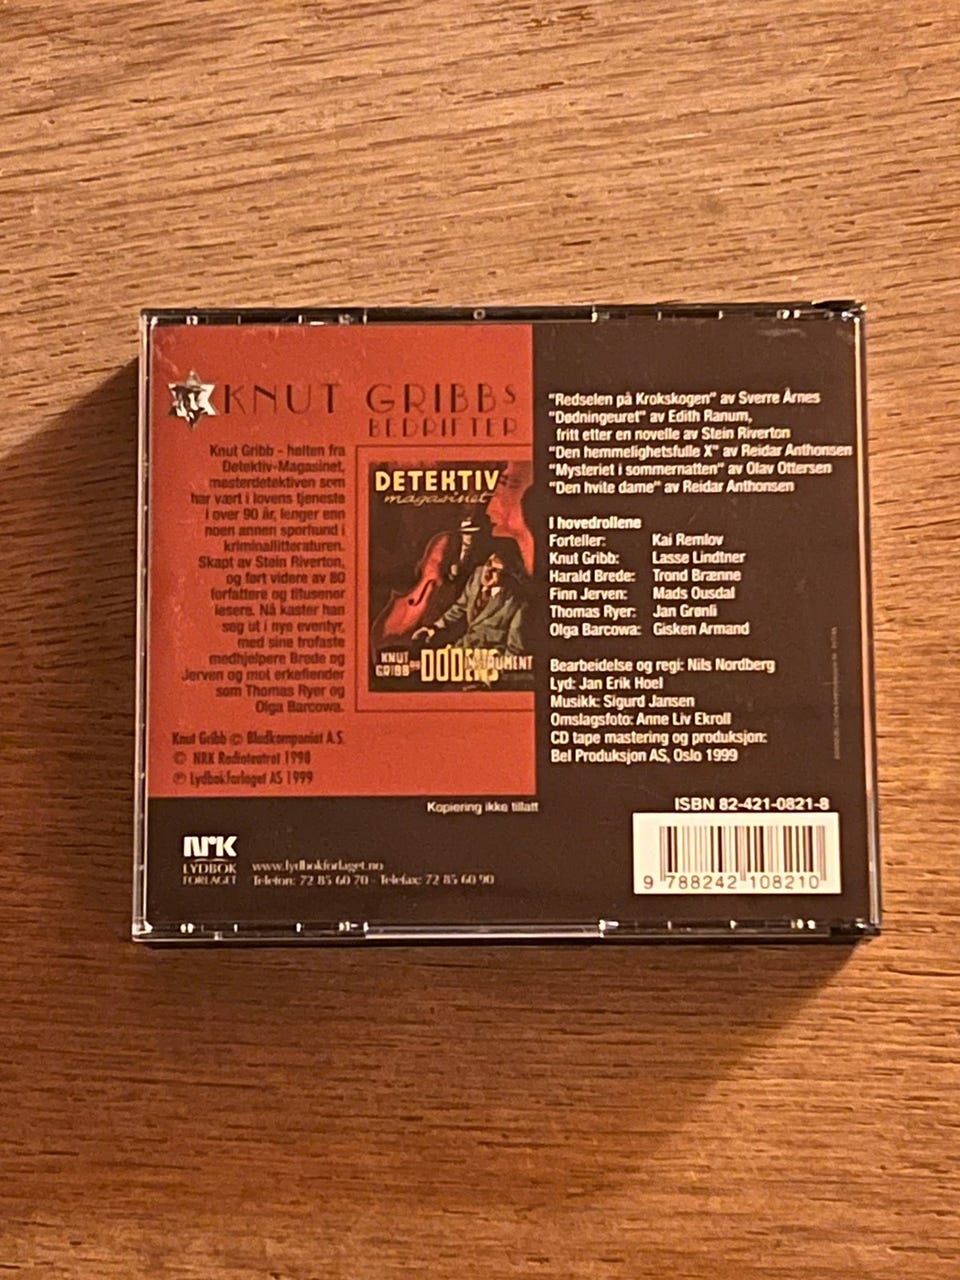 KNUT GRIBBS
BEDRIFTER
Knut Gribb - helten fra
Detektiv-Magasinet,
mesterdetektiven som
har vært i lovens tjeneste
i over 90 år, lenger enn
noen annen sporhund i
kriminallitteraturen.
Skapt av Stein Riverton,
og ført videre av 80
forfattere og titusener
lesere. Nå kaster han
seg ut i nye eventyr,
med sine trofaste
medhjelpere Brede og
Jerven og mot erkefiender
som Thomas Ryer og
Olga Barcowa.
Knut Gribb © Bladkompaniet A.S.
© NRK Radioteatret 1998
℗ Lydbokforlaget AS 1999
DETEKTIV
magasinet
KNUT
GRIBB og
DØDENS
INSTRUMENT
"Redselen på Krokskogen" av Sverre Årnes
"Dødningeuret" av Edith Ranum,
fritt etter en novelle av Stein Riverton
"Den hemmelighetsfulle X" av Reidar Anthonsen
"Mysteriet i sommernatten" av Olav Ottersen
"Den hvite dame" av Reidar Anthonsen
I hovedrollene
Forteller: Kai Remlov
Knut Gribb: Lasse Lindtner
Harald Brede: Trond Brænne
Finn Jerven: Mads Ousdal
Thomas Ryer: Jan Grønli
Olga Barcowa: Gisken Armand
Bearbeidelse og regi: Nils Nordberg
Lyd: Jan Erik Hoel
Musikk: Sigurd Jansen
Omslagsfoto: Anne Liv Ekroll
CD tape mastering og produksjon:
Bel Produksjon AS, Oslo 1999
Kopiering ikke tillatt
ISBN 82-421-0821-8
9 788242 108210
NRK
LYDBOK
FORLAGET
www.lydbokforlaget.no
Telefon: 72 85 60 70 - Telefax: 72 85 60 90